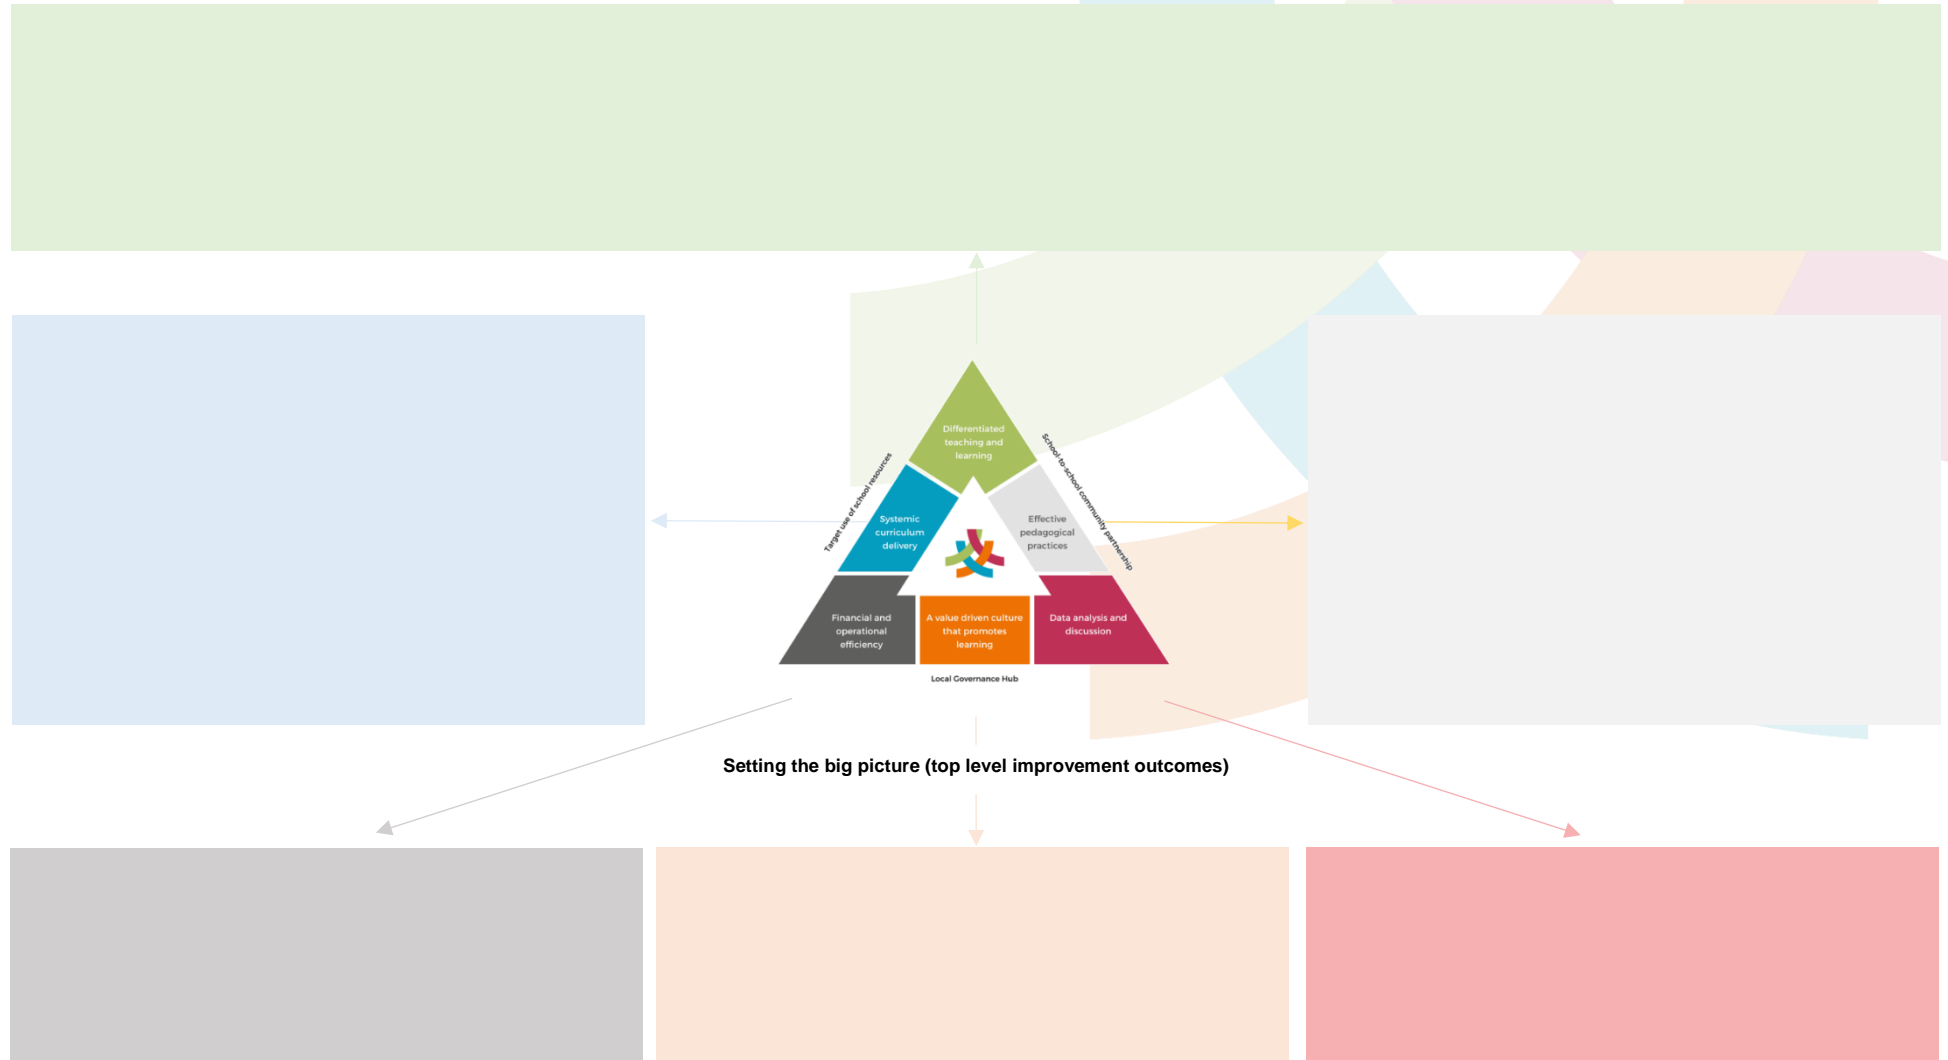 Differentiated
teaching and
learning
Target use of school resources
School-to-school community partnership
Systemic
curriculum
delivery
Effective
pedagogical
practices
Financial and
operational
efficiency
A value driven culture
that promotes
learning
Data analysis and
discussion
Local Governance Hub
Setting the big picture (top level improvement outcomes)